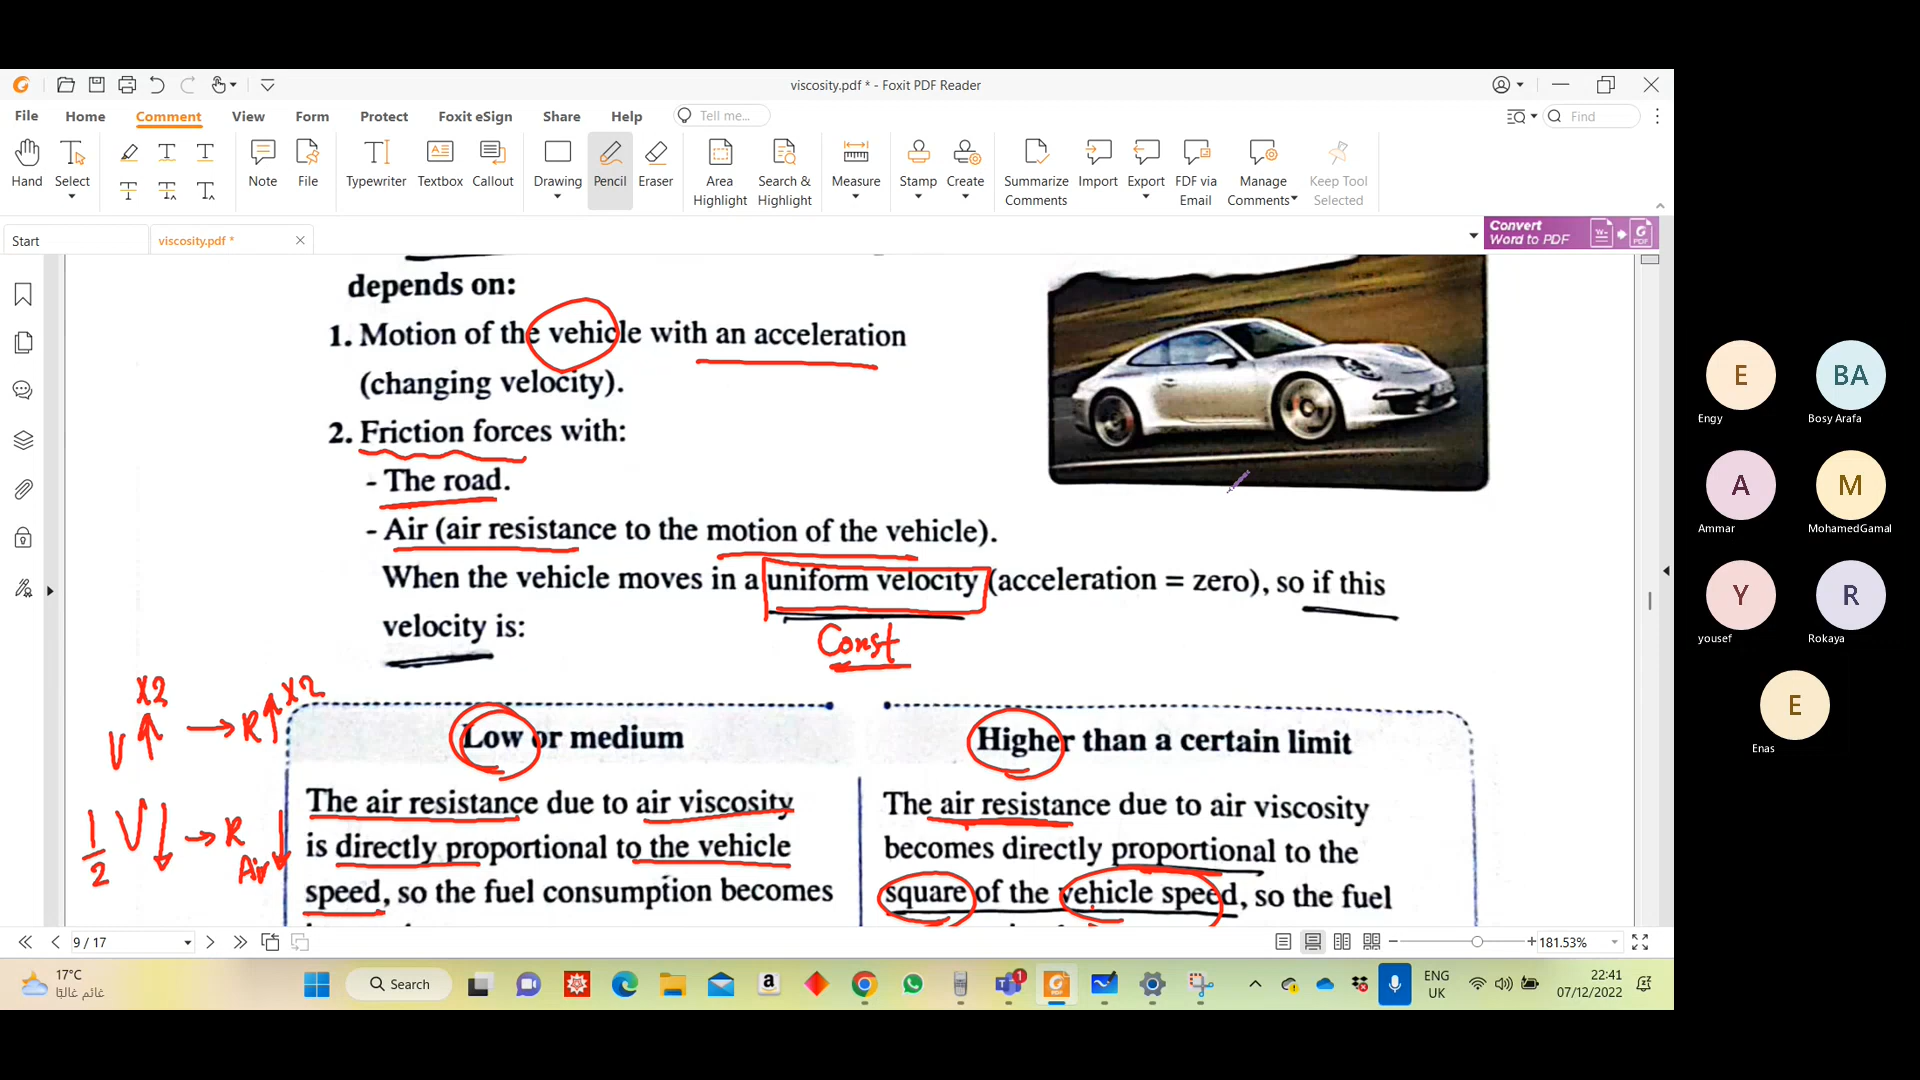 viscosity.pdf * - Foxit PDF Reader
File Home Comment View Form Protect Foxit eSign Share Help Tell me... Find
Hand Select Note File Typewriter Textbox Callout Drawing Pencil Eraser Area Highlight Search & Highlight Measure Stamp Create Summarize Comments Import Export FDF via Email Manage Comments Keep Tool Selected
Start viscosity.pdf *
Convert
Word to PDF
PDF
depends on:
1. Motion of the vehicle with an acceleration
(changing velocity).
2. Friction forces with:
- The road.
- Air (air resistance to the motion of the vehicle).
When the vehicle moves in a uniform velocity (acceleration = zero), so if this
velocity is:
Const
X2 X2
V → R
1/2 V → R
Air
Low or medium
The air resistance due to air viscosity
is directly proportional to the vehicle
speed, so the fuel consumption becomes
Higher than a certain limit
The air resistance due to air viscosity
becomes directly proportional to the
square of the vehicle speed, so the fuel
E BA
Engy Bosy Arafa
A M
Ammar MohamedGamal
Y R
yousef Rokaya
E
Enas
9 / 17
181.53%
17°C
غائم غالبًا
Search
1
ENG
UK
22:41
07/12/2022